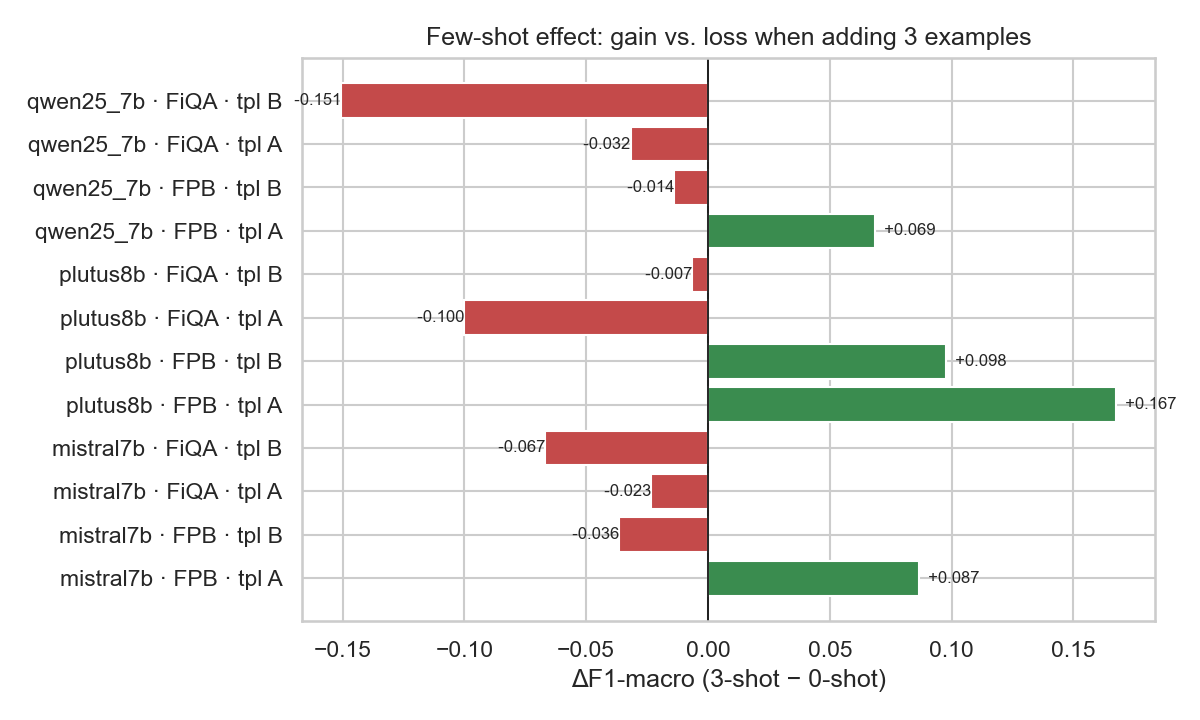 Few-shot effect: gain vs. loss when adding 3 examples
qwen25_7b · FiQA · tpl B -0.151
qwen25_7b · FiQA · tpl A -0.032
qwen25_7b · FPB · tpl B -0.014
qwen25_7b · FPB · tpl A +0.069
plutus8b · FiQA · tpl B -0.007
plutus8b · FiQA · tpl A -0.100
plutus8b · FPB · tpl B +0.098
plutus8b · FPB · tpl A +0.167
mistral7b · FiQA · tpl B -0.067
mistral7b · FiQA · tpl A -0.023
mistral7b · FPB · tpl B -0.036
mistral7b · FPB · tpl A +0.087
−0.15 −0.10 −0.05 0.00 0.05 0.10 0.15
ΔF1-macro (3-shot − 0-shot)